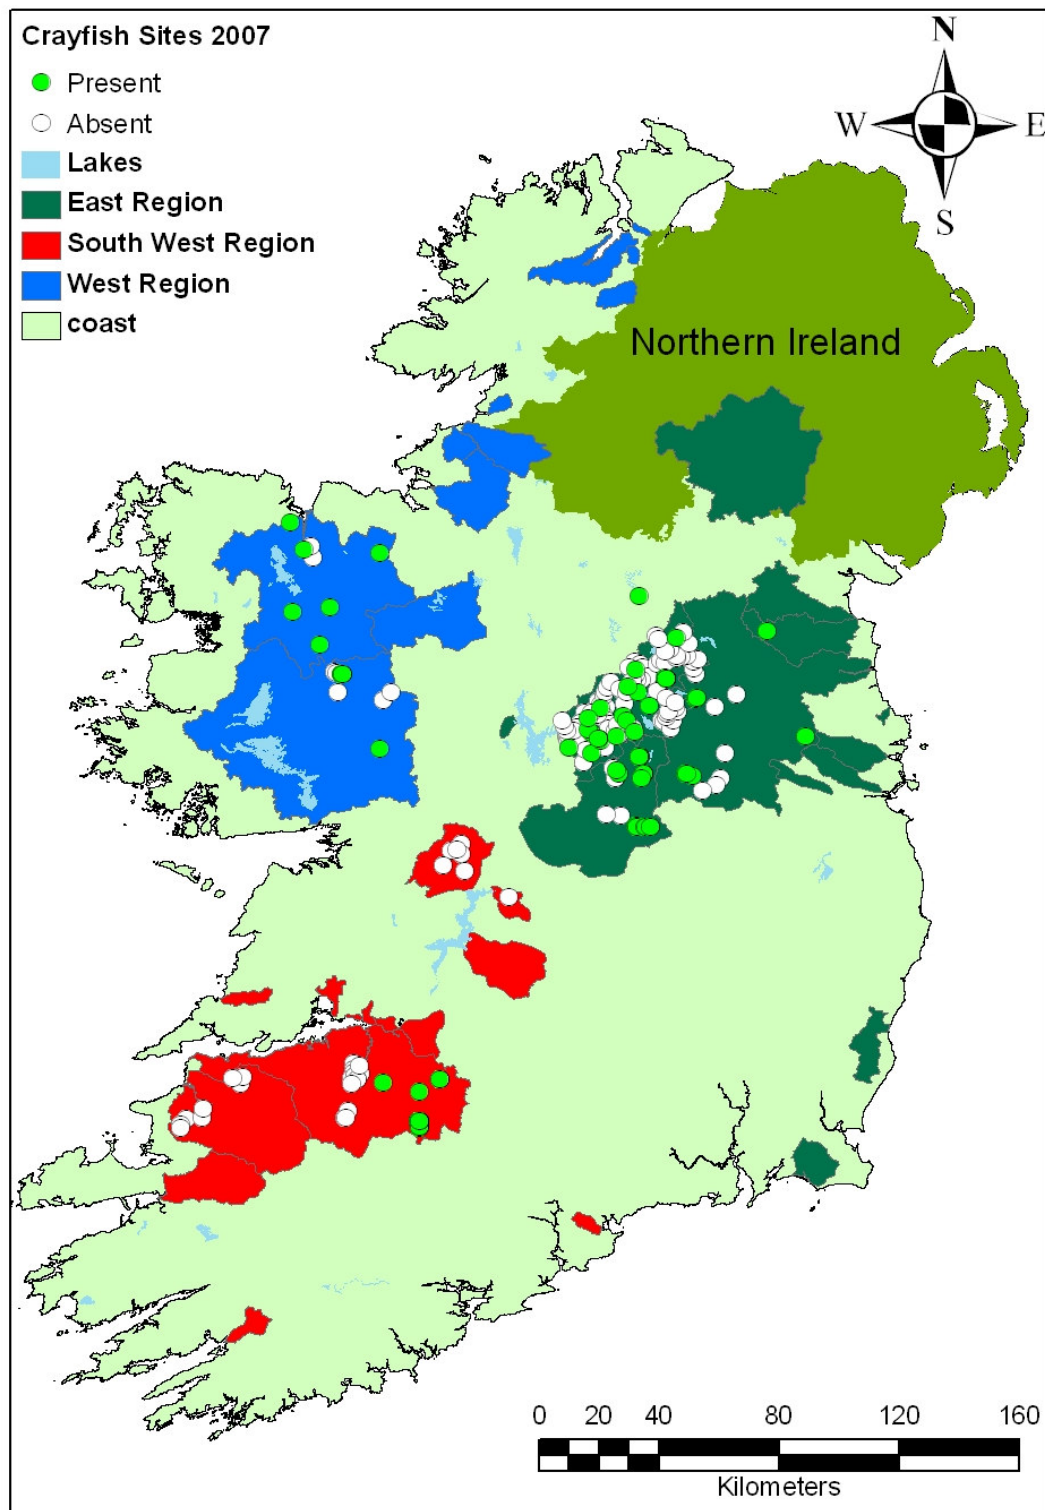 Crayfish Sites 2007
Present
Absent
Lakes
East Region
South West Region
West Region
coast
N
W E
S
Northern Ireland
0 20 40 80 120 160
Kilometers